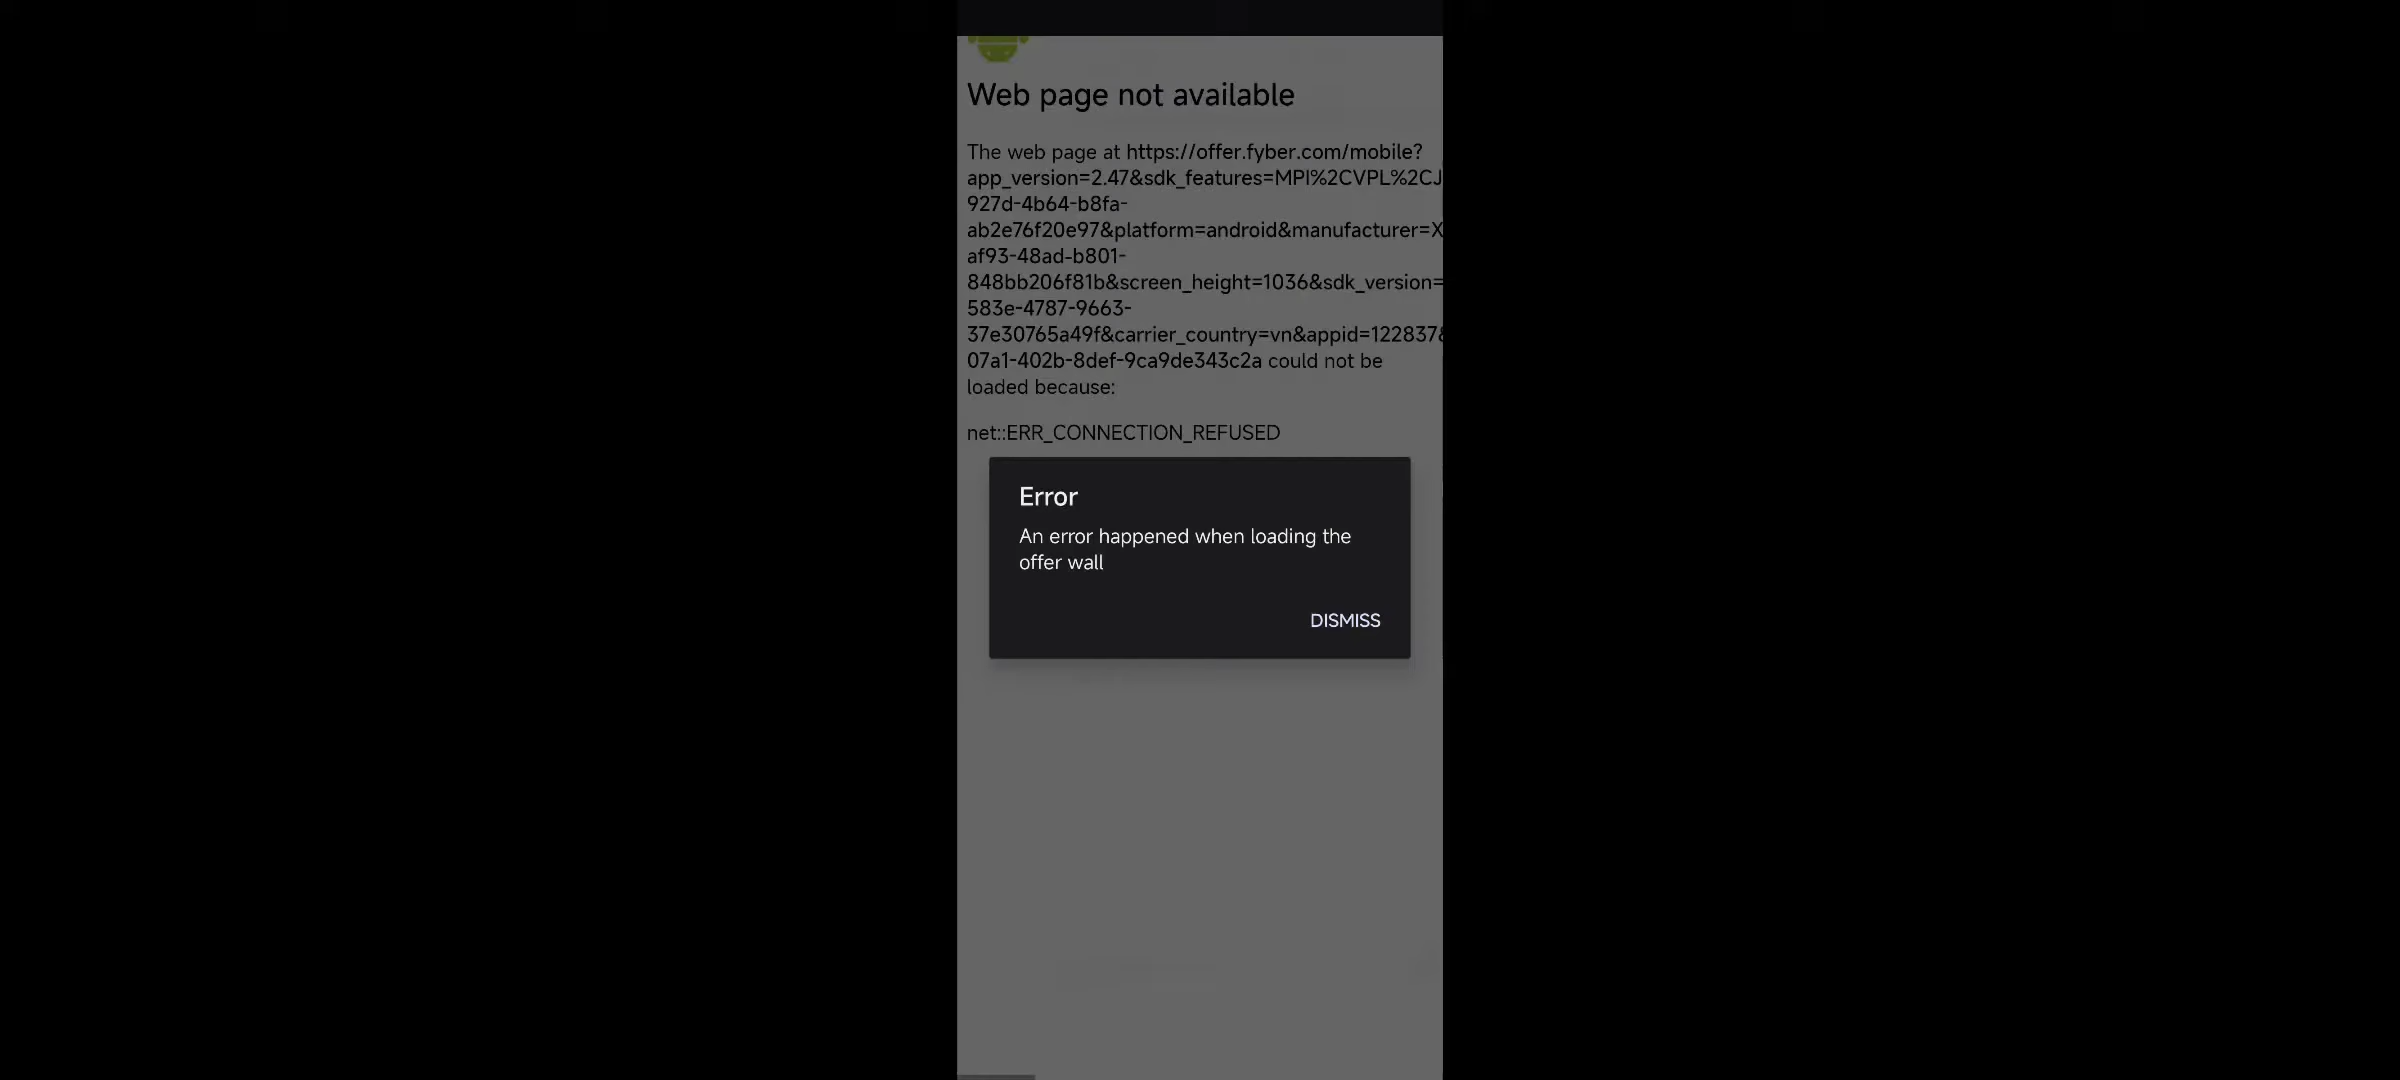 Web page not available
The web page at https://offer.fyber.com/mobile?
app_version=2.47&sdk_features=MPI%2CVPL%2CJ
927d-4b64-b8fa-
ab2e76f20e97&platform=android&manufacturer=X
af93-48ad-b801-
848bb206f81b&screen_height=1036&sdk_version=
583e-4787-9663-
37e30765a49f&carrier_country=vn&appid=122837&
07a1-402b-8def-9ca9de343c2a could not be
loaded because:
net::ERR_CONNECTION_REFUSED
Error
An error happened when loading the
offer wall
DISMISS